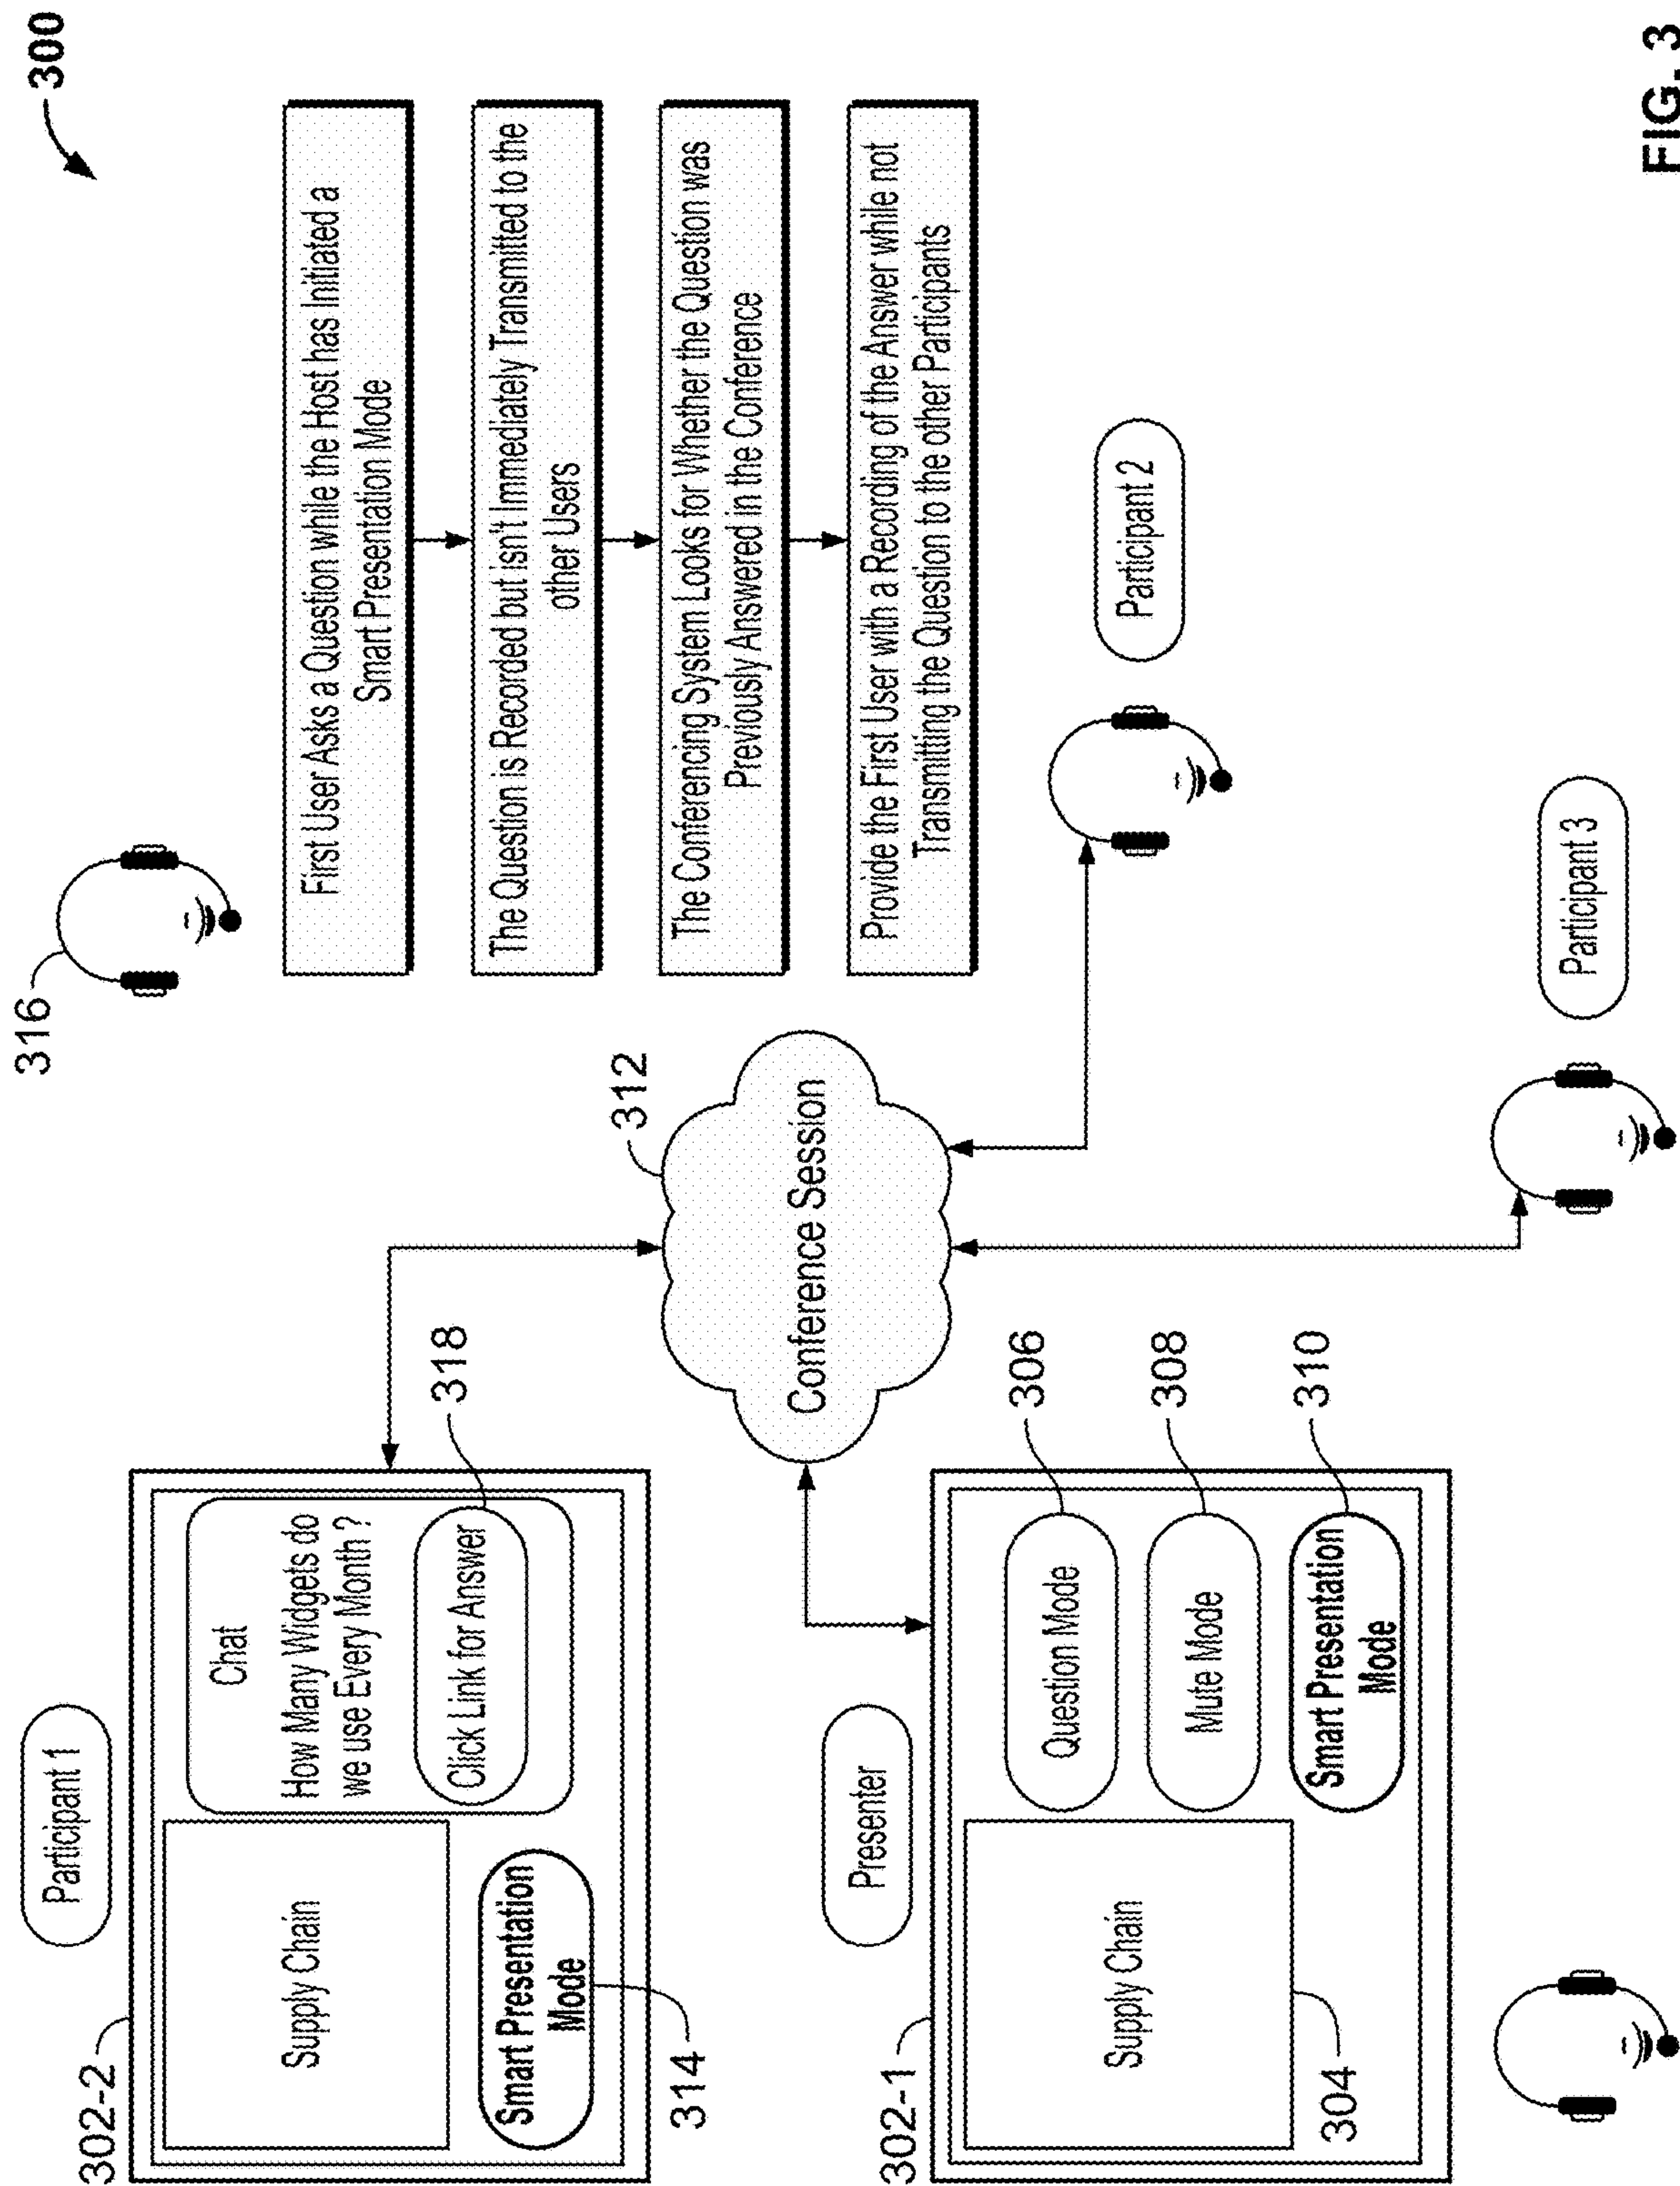 300
316
First User Asks a Question while the Host has Initiated a
Smart Presentation Mode
The Question is Recorded but isn't Immediately Transmitted to the
other Users
The Conferencing System Looks for Whether the Question was
Previously Answered in the Conference
Provide the First User with a Recording of the Answer while not
Transmitting the Question to the other Participants
Participant 1
302-2
Supply Chain
Chat
How Many Widgets do
we use Every Month ?
Click Link for Answer
318
Smart Presentation
Mode
314
312
Conference Session
Presenter
302-1
Supply Chain
304
Question Mode
306
Mute Mode
308
Smart Presentation
Mode
310
Participant 2
Participant 3
FIG. 3